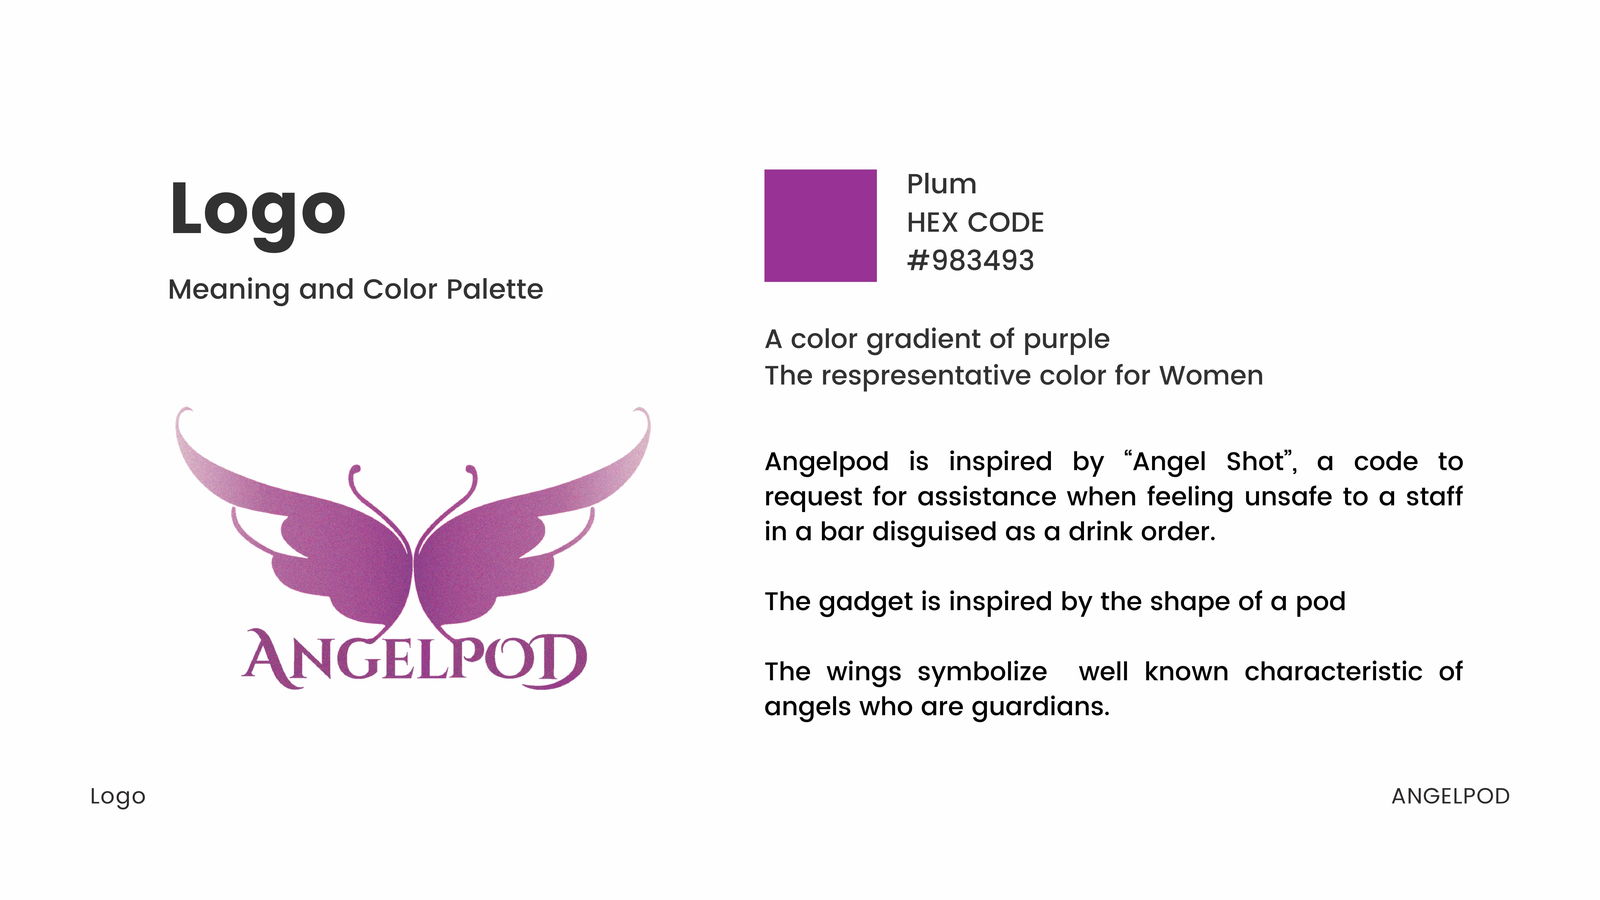 Logo
Meaning and Color Palette
ANGELPOD
Plum
HEX CODE
#983493
A color gradient of purple
The respresentative color for Women
Angelpod is inspired by “Angel Shot”, a code to
request for assistance when feeling unsafe to a staff
in a bar disguised as a drink order.
The gadget is inspired by the shape of a pod
The wings symbolize well known characteristic of
angels who are guardians.
Logo
ANGELPOD